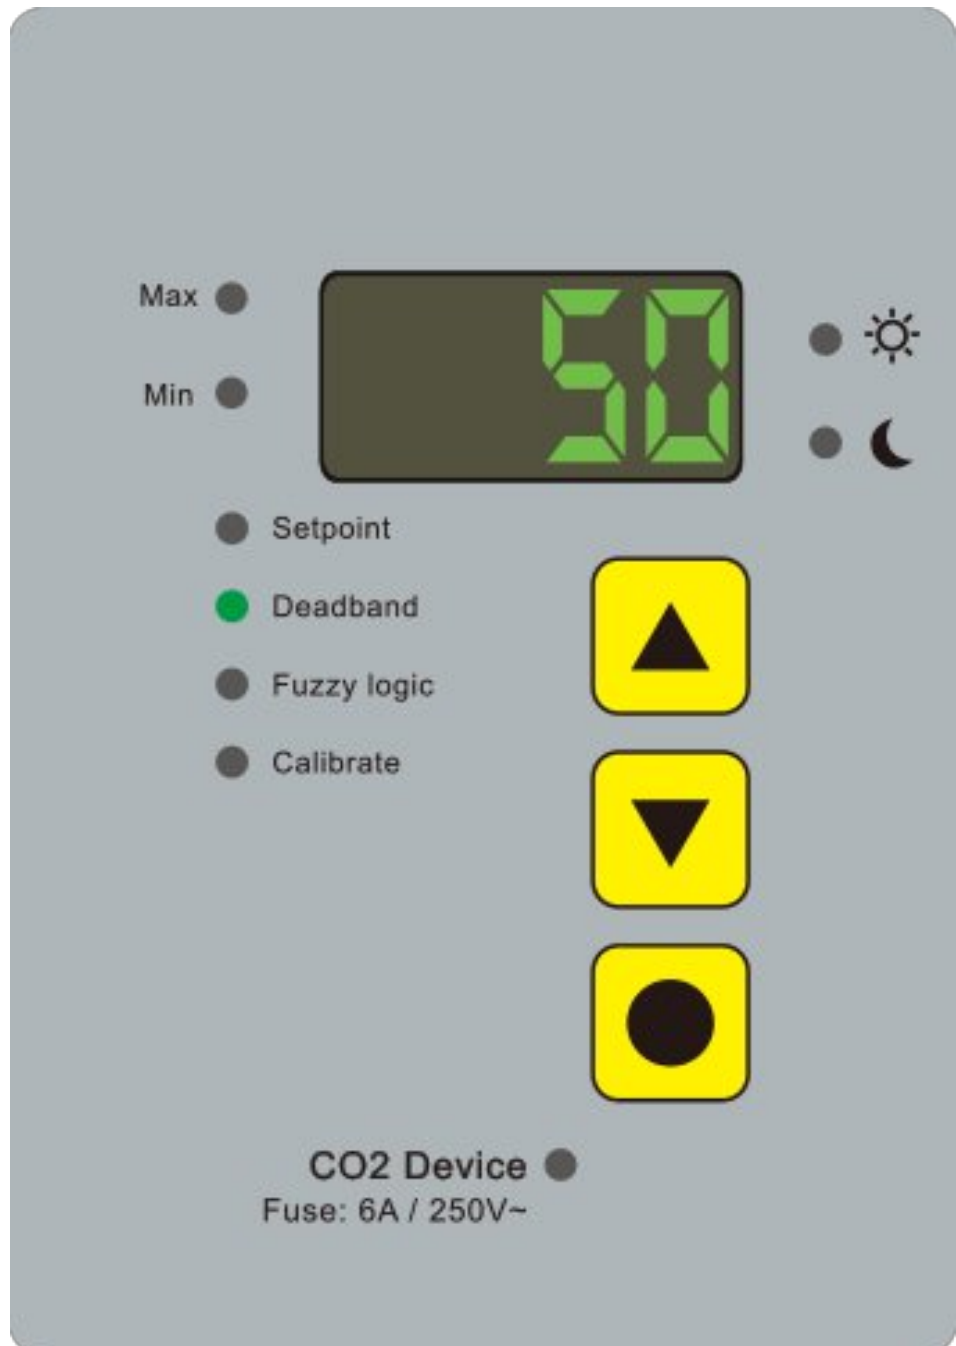 Max
50
Min
Setpoint
Deadband
Fuzzy logic
Calibrate
CO2 Device
Fuse: 6A / 250V~